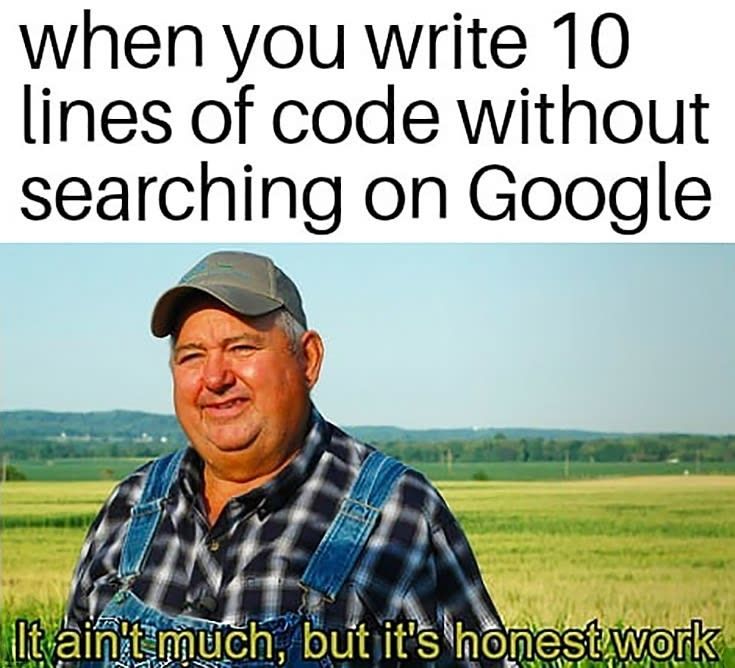 when you write 10
lines of code without
searching on Google
It ain't much, but it's honest work